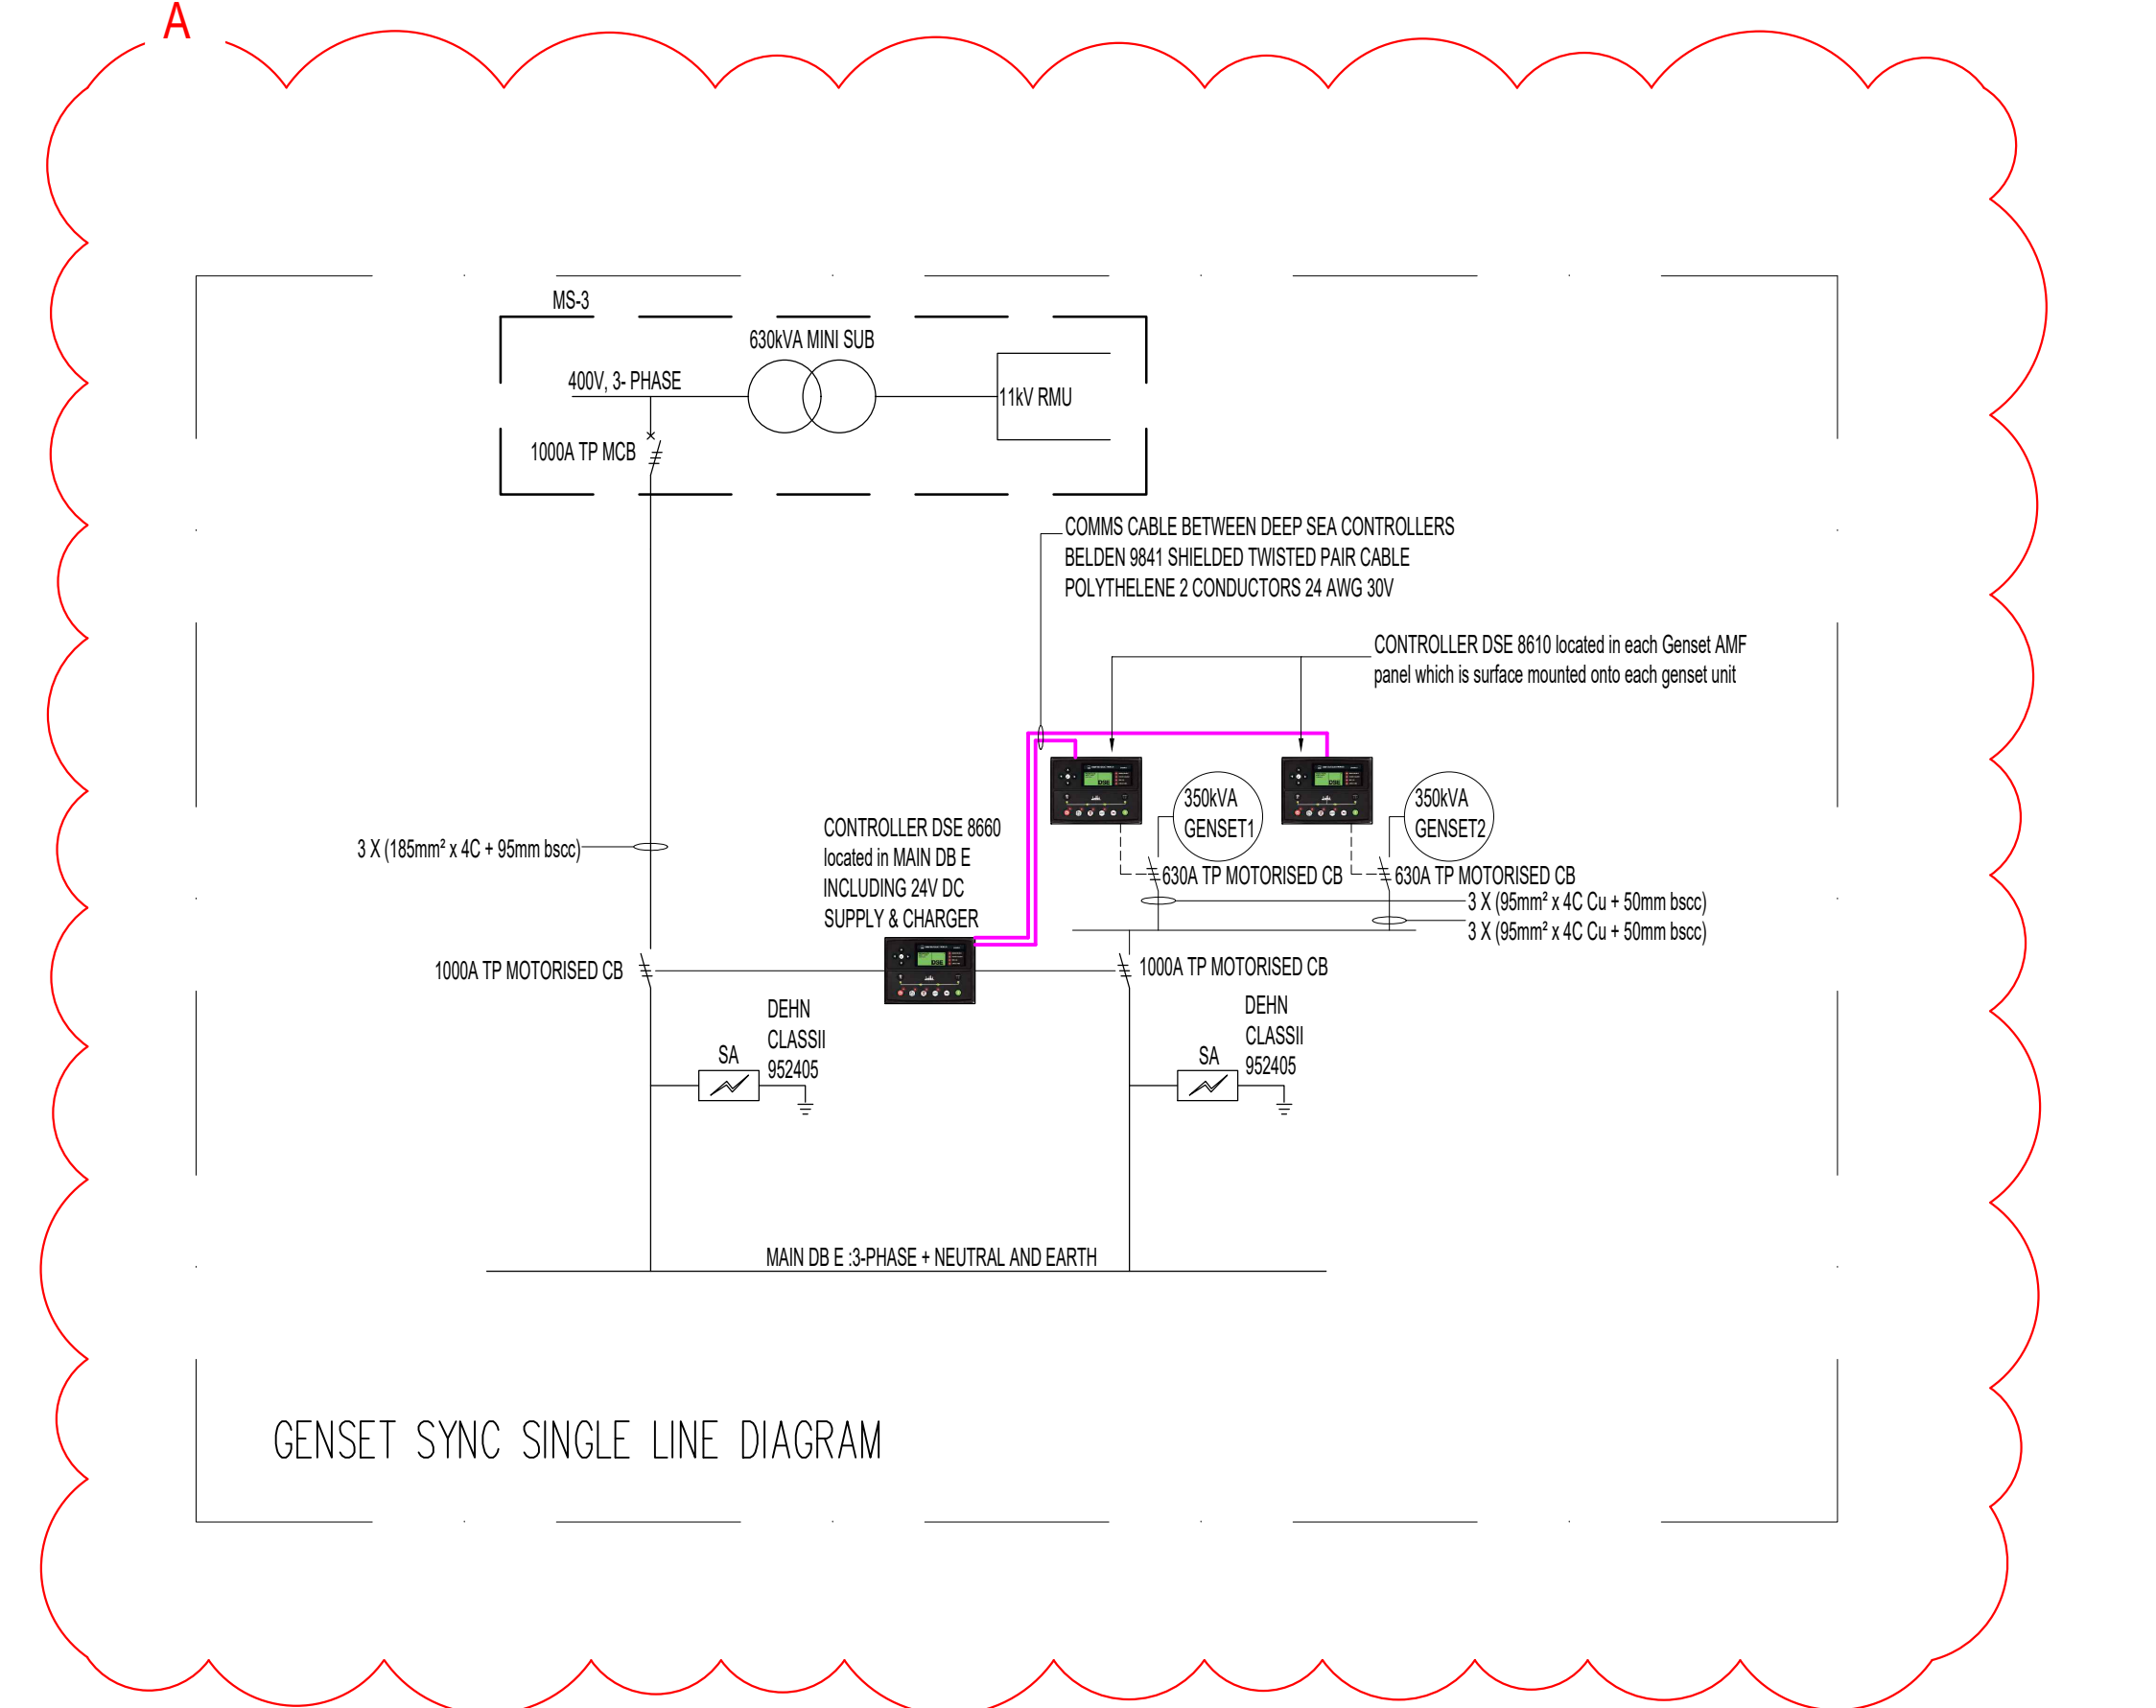 A
MS-3
630kVA MINI SUB
400V, 3- PHASE
11kV RMU
1000A TP MCB
COMMS CABLE BETWEEN DEEP SEA CONTROLLERS
BELDEN 9841 SHIELDED TWISTED PAIR CABLE
POLYTHELENE 2 CONDUCTORS 24 AWG 30V
CONTROLLER DSE 8610 located in each Genset AMF
panel which is surface mounted onto each genset unit
350kVA
GENSET1
350kVA
GENSET2
CONTROLLER DSE 8660
located in MAIN DB E
INCLUDING 24V DC
SUPPLY & CHARGER
3 X (185mm² x 4C + 95mm bscc)
630A TP MOTORISED CB
630A TP MOTORISED CB
3 X (95mm² x 4C Cu + 50mm bscc)
3 X (95mm² x 4C Cu + 50mm bscc)
1000A TP MOTORISED CB
1000A TP MOTORISED CB
DSE
DSE
DSE
DEHN
CLASSII
952405
SA
DEHN
CLASSII
952405
SA
MAIN DB E :3-PHASE + NEUTRAL AND EARTH
GENSET SYNC SINGLE LINE DIAGRAM